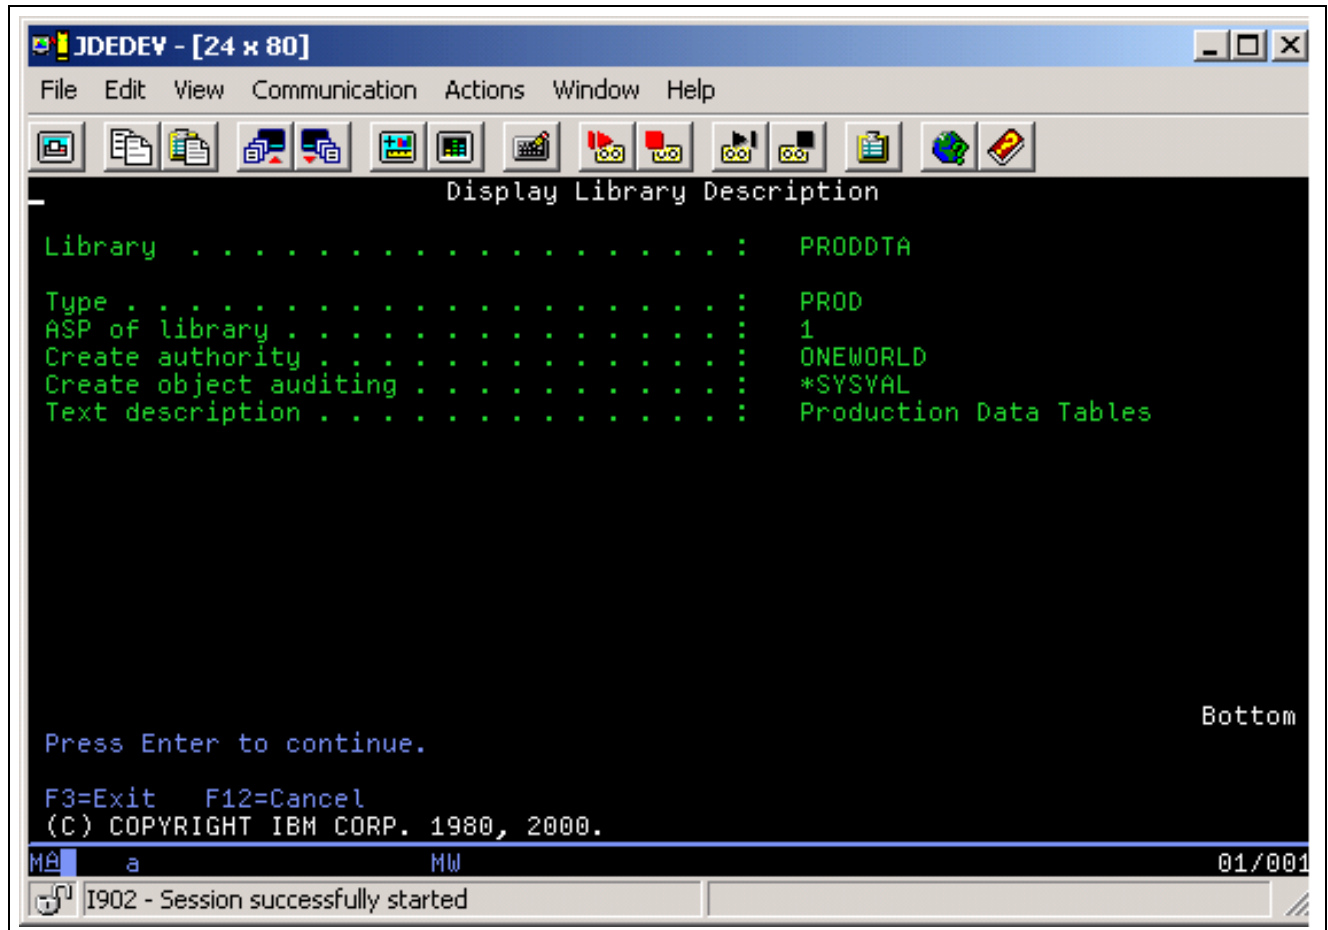 JDEDEV - [24 x 80]
File Edit View Communication Actions Window Help
Display Library Description
Library . . . . . . . . . . . . . . . . . : PRODDTA
Type . . . . . . . . . . . . . . . . . . . : PROD
ASP of library . . . . . . . . . . . . . . : 1
Create authority . . . . . . . . . . . . . : ONEWORLD
Create object auditing . . . . . . . . . . : *SYSVAL
Text description . . . . . . . . . . . . . : Production Data Tables
Bottom
Press Enter to continue.
F3=Exit F12=Cancel
(C) COPYRIGHT IBM CORP. 1980, 2000.
MA a MW 01/001
I902 - Session successfully started